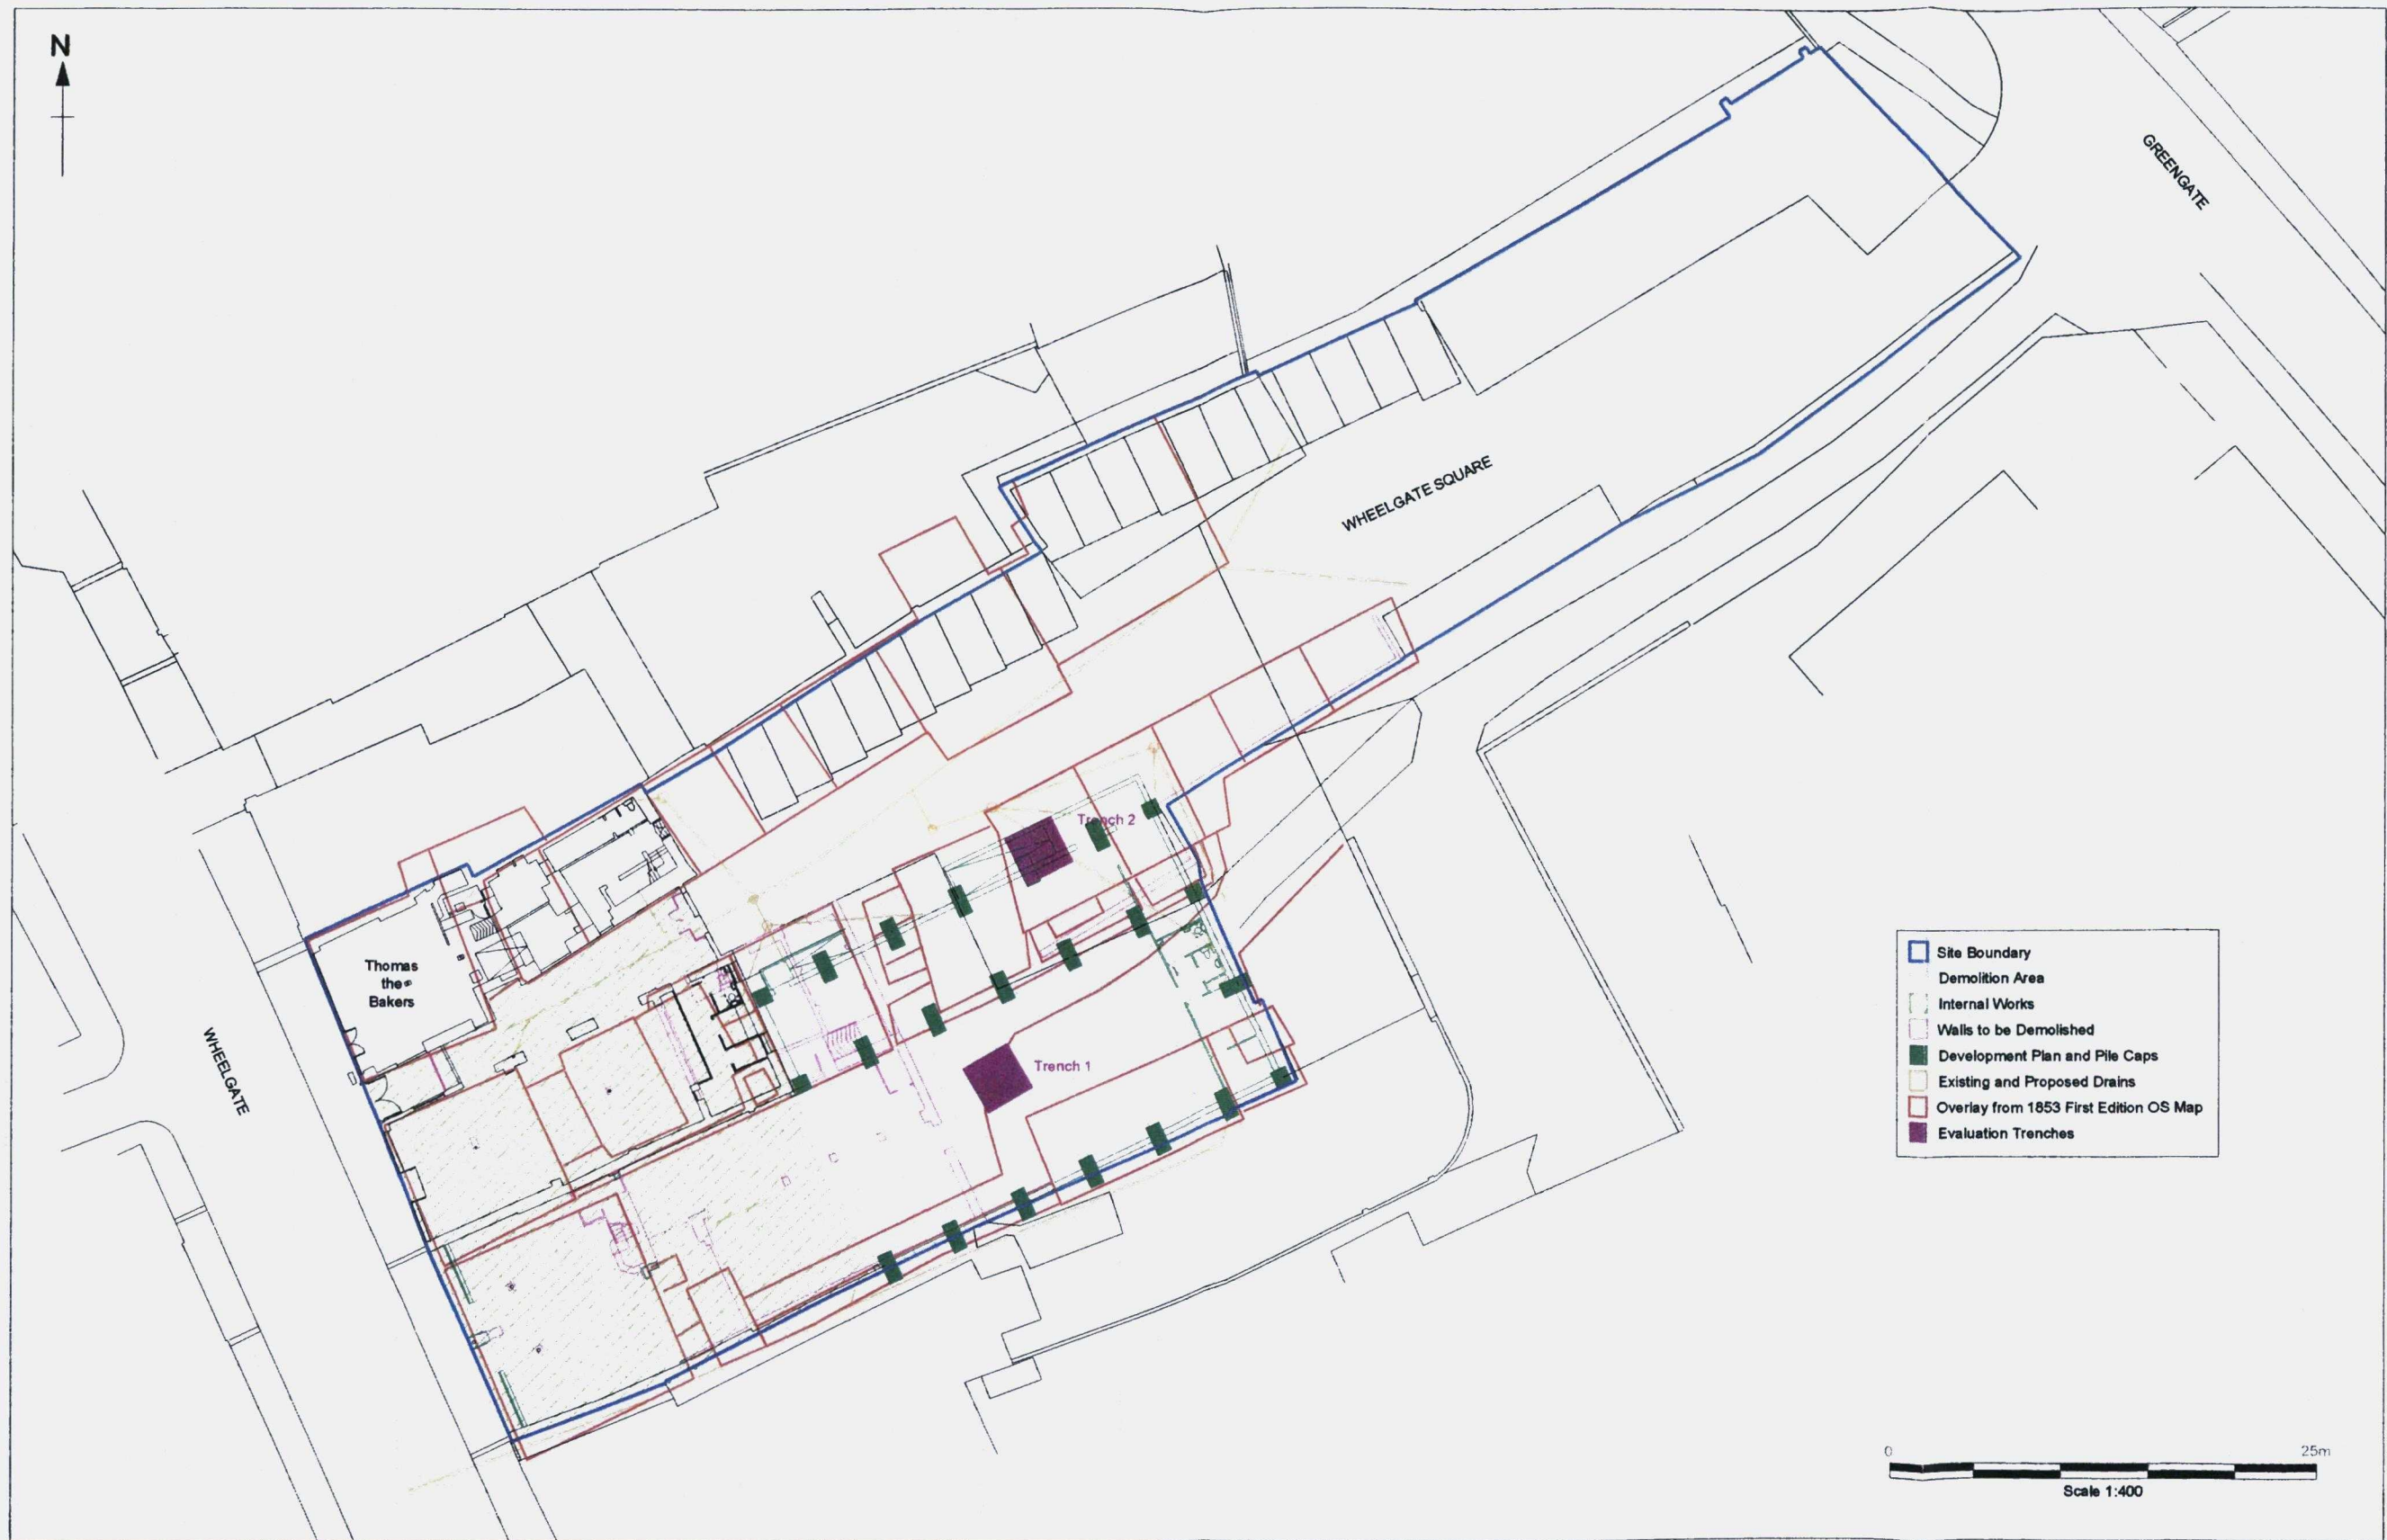 N
GREENGATE
WHEELGATE SQUARE
Trench 2
Thomas
the
Bakers
WHEELGATE
Trench 1
Site Boundary
Demolition Area
Internal Works
Walls to be Demolished
Development Plan and Pile Caps
Existing and Proposed Drains
Overlay from 1853 First Edition OS Map
Evaluation Trenches
0 25m
Scale 1:400